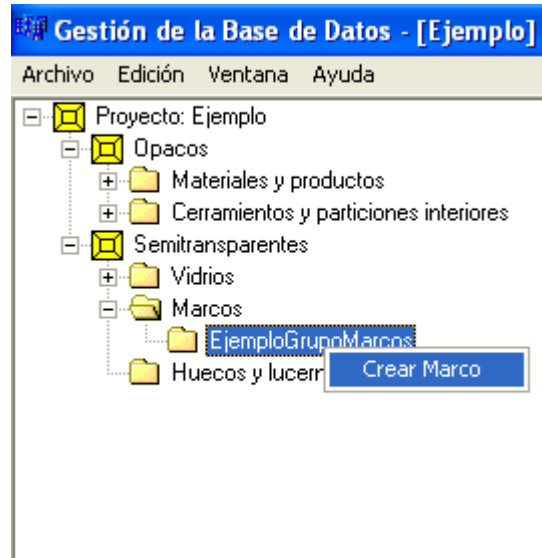 Gestión de la Base de Datos - [Ejemplo]
Archivo Edición Ventana Ayuda
Proyecto: Ejemplo
Opacos
Materiales y productos
Cerramientos y particiones interiores
Semitransparentes
Vidrios
Marcos
EjemploGrupoMarcos
Huecos y
Crear Marco